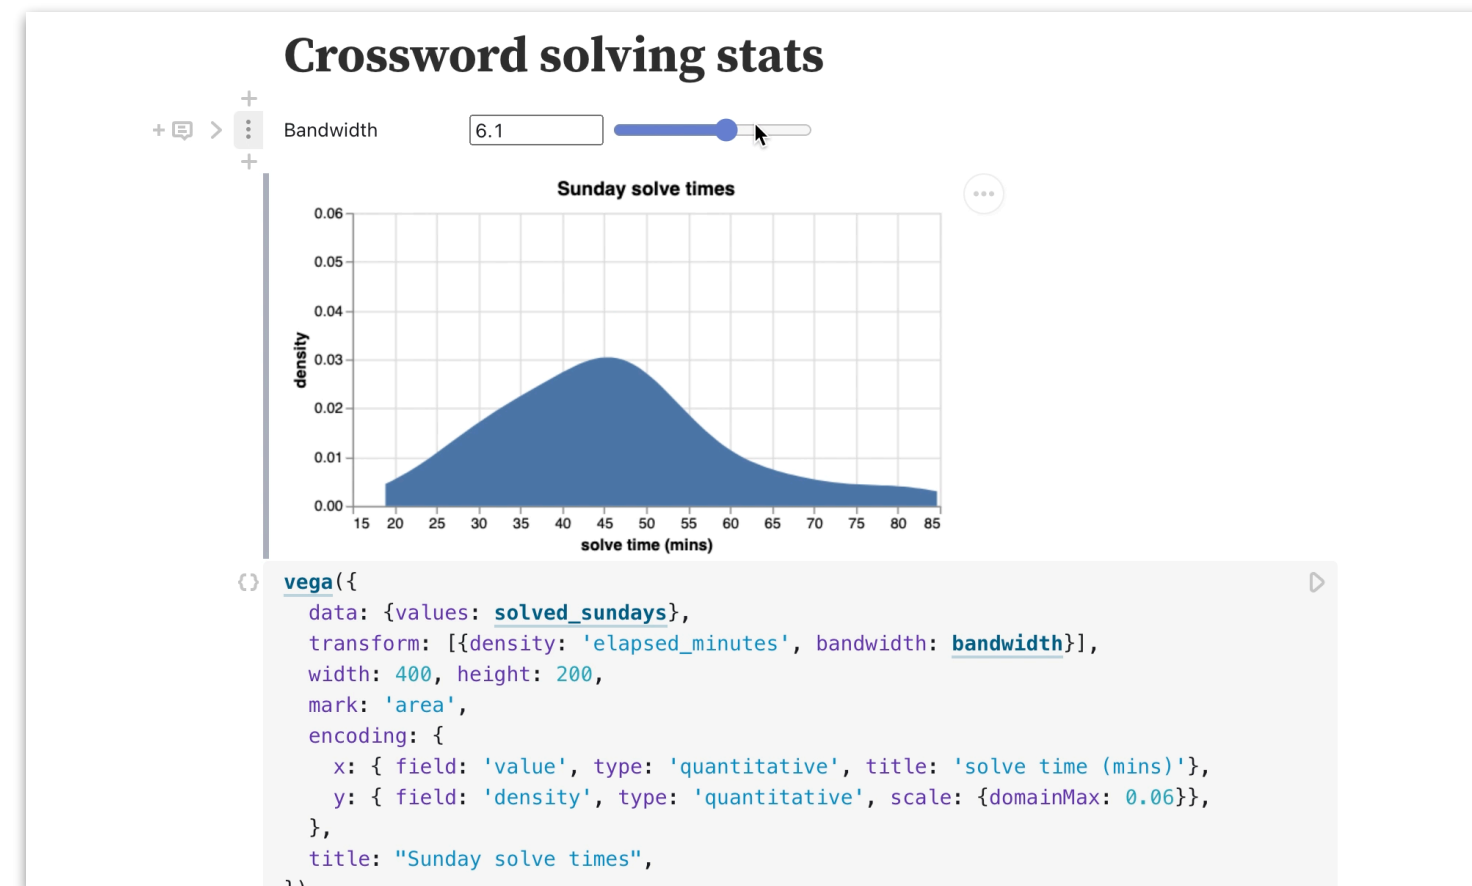 Crossword solving stats
Bandwidth 6.1
Sunday solve times
0.06
0.05
0.04
0.03
0.02
0.01
0.00
density
15 20 25 30 35 40 45 50 55 60 65 70 75 80 85
solve time (mins)
vega({
data: {values: solved_sundays},
transform: [{density: 'elapsed_minutes', bandwidth: bandwidth}],
width: 400, height: 200,
mark: 'area',
encoding: {
x: { field: 'value', type: 'quantitative', title: 'solve time (mins)'},
y: { field: 'density', type: 'quantitative', scale: {domainMax: 0.06}},
},
title: "Sunday solve times",